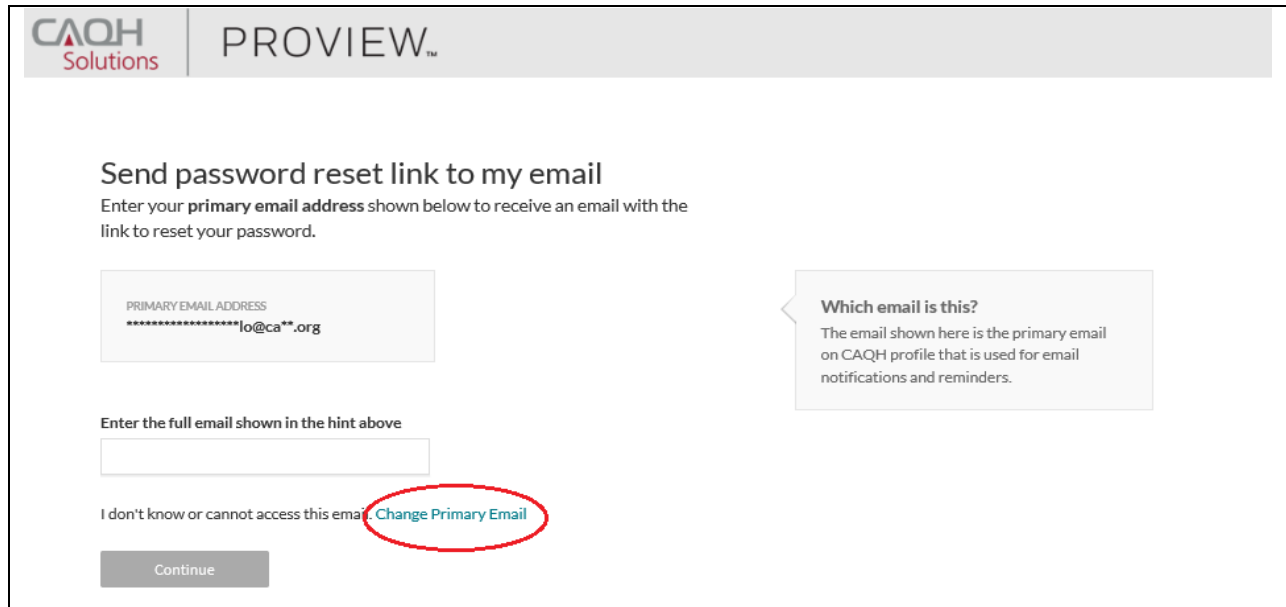 CAQH
Solutions
PROVIEW™
Send password reset link to my email
Enter your primary email address shown below to receive an email with the
link to reset your password.
PRIMARY EMAIL ADDRESS
******************lo@ca**.org
Which email is this?
The email shown here is the primary email
on CAQH profile that is used for email
notifications and reminders.
Enter the full email shown in the hint above
I don't know or cannot access this email. Change Primary Email
Continue